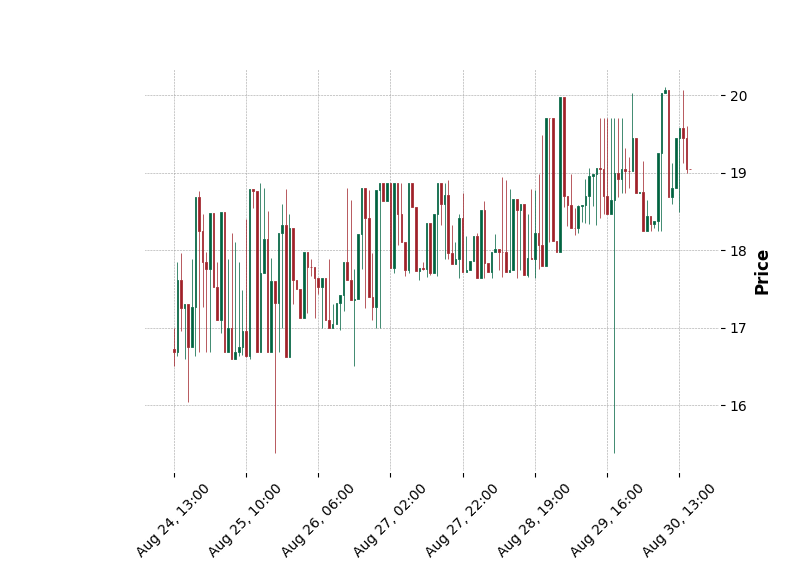 20
19
18
17
16
Price
Aug 24, 13:00
Aug 25, 10:00
Aug 26, 06:00
Aug 27, 02:00
Aug 27, 22:00
Aug 28, 19:00
Aug 29, 16:00
Aug 30, 13:00